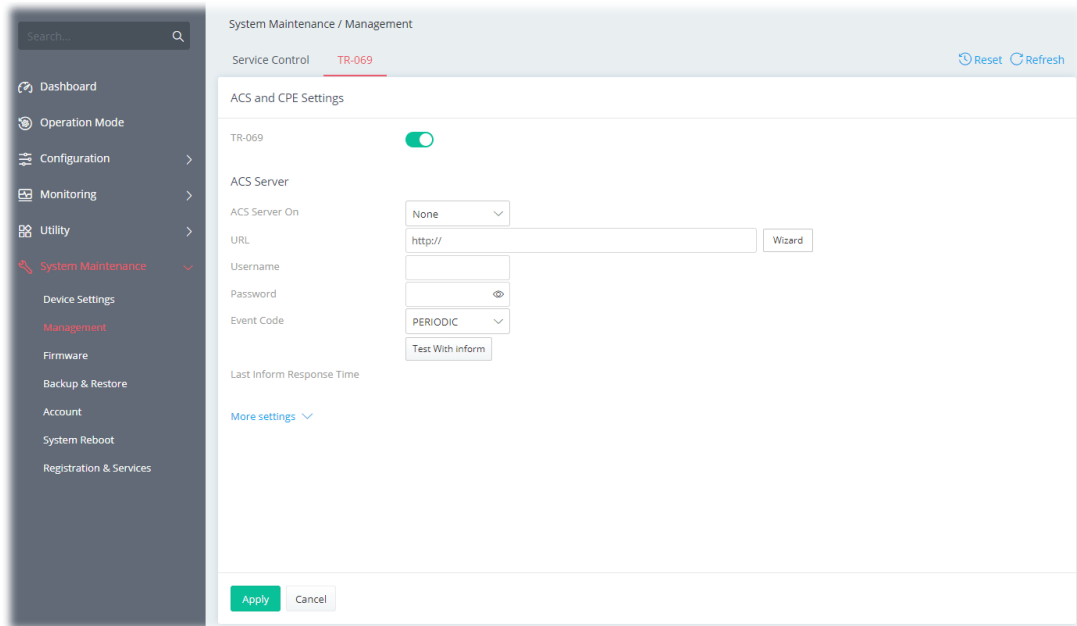 Search...
Dashboard
Operation Mode
Configuration
Monitoring
Utility
System Maintenance
Device Settings
Management
Firmware
Backup & Restore
Account
System Reboot
Registration & Services
System Maintenance / Management
Service Control TR-069 Reset Refresh
ACS and CPE Settings
TR-069
ACS Server
ACS Server On None
URL http:// Wizard
Username
Password
Event Code PERIODIC
Test With inform
Last Inform Response Time
More settings
Apply Cancel